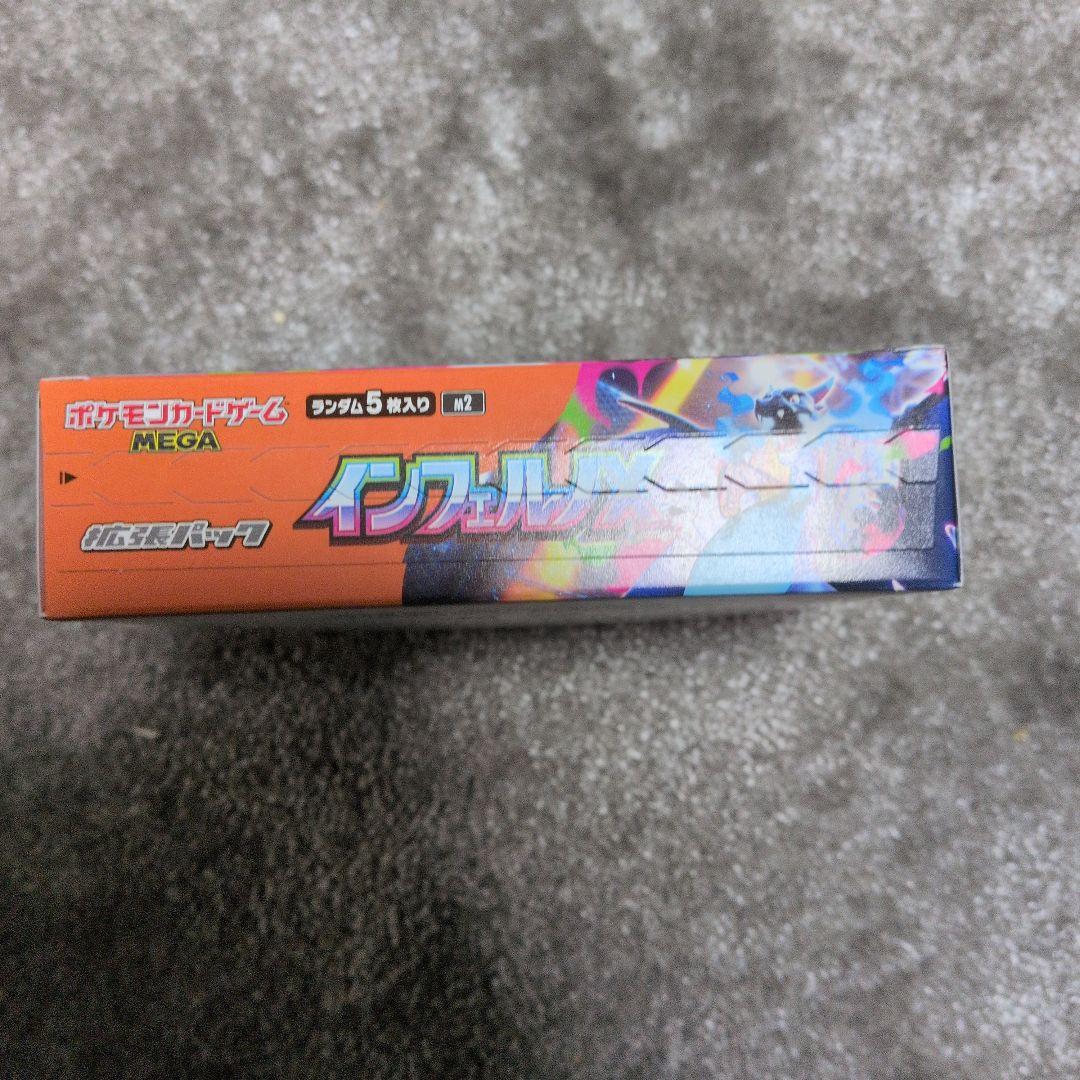 ポケモンカードゲーム
MEGA
ランダム5枚入り
M2
インフェルノX
拡張パック